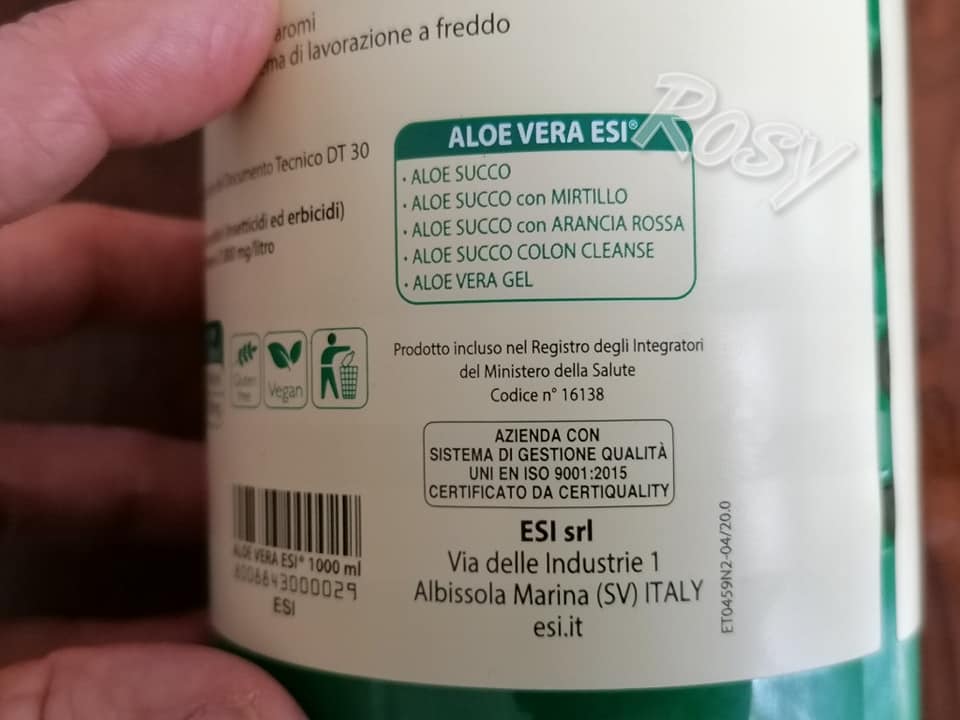 aromi
di lavorazione a freddo
Documento Tecnico DT 30
insetticidi ed erbicidi)
mg/litro
ALOE VERA ESI®
· ALOE SUCCO
· ALOE SUCCO con MIRTILLO
· ALOE SUCCO con ARANCIA ROSSA
· ALOE SUCCO COLON CLEANSE
· ALOE VERA GEL
Rosy
Gluten
free
Vegan
Prodotto incluso nel Registro degli Integratori
del Ministero della Salute
Codice n° 16138
AZIENDA CON
SISTEMA DI GESTIONE QUALITÀ
UNI EN ISO 9001:2015
CERTIFICATO DA CERTIQUALITY
ALOE VERA ESI® 1000 ml
8006643000029
ESI
ESI srl
Via delle Industrie 1
Albissola Marina (SV) ITALY
esi.it
ET0459N2-04/20.0